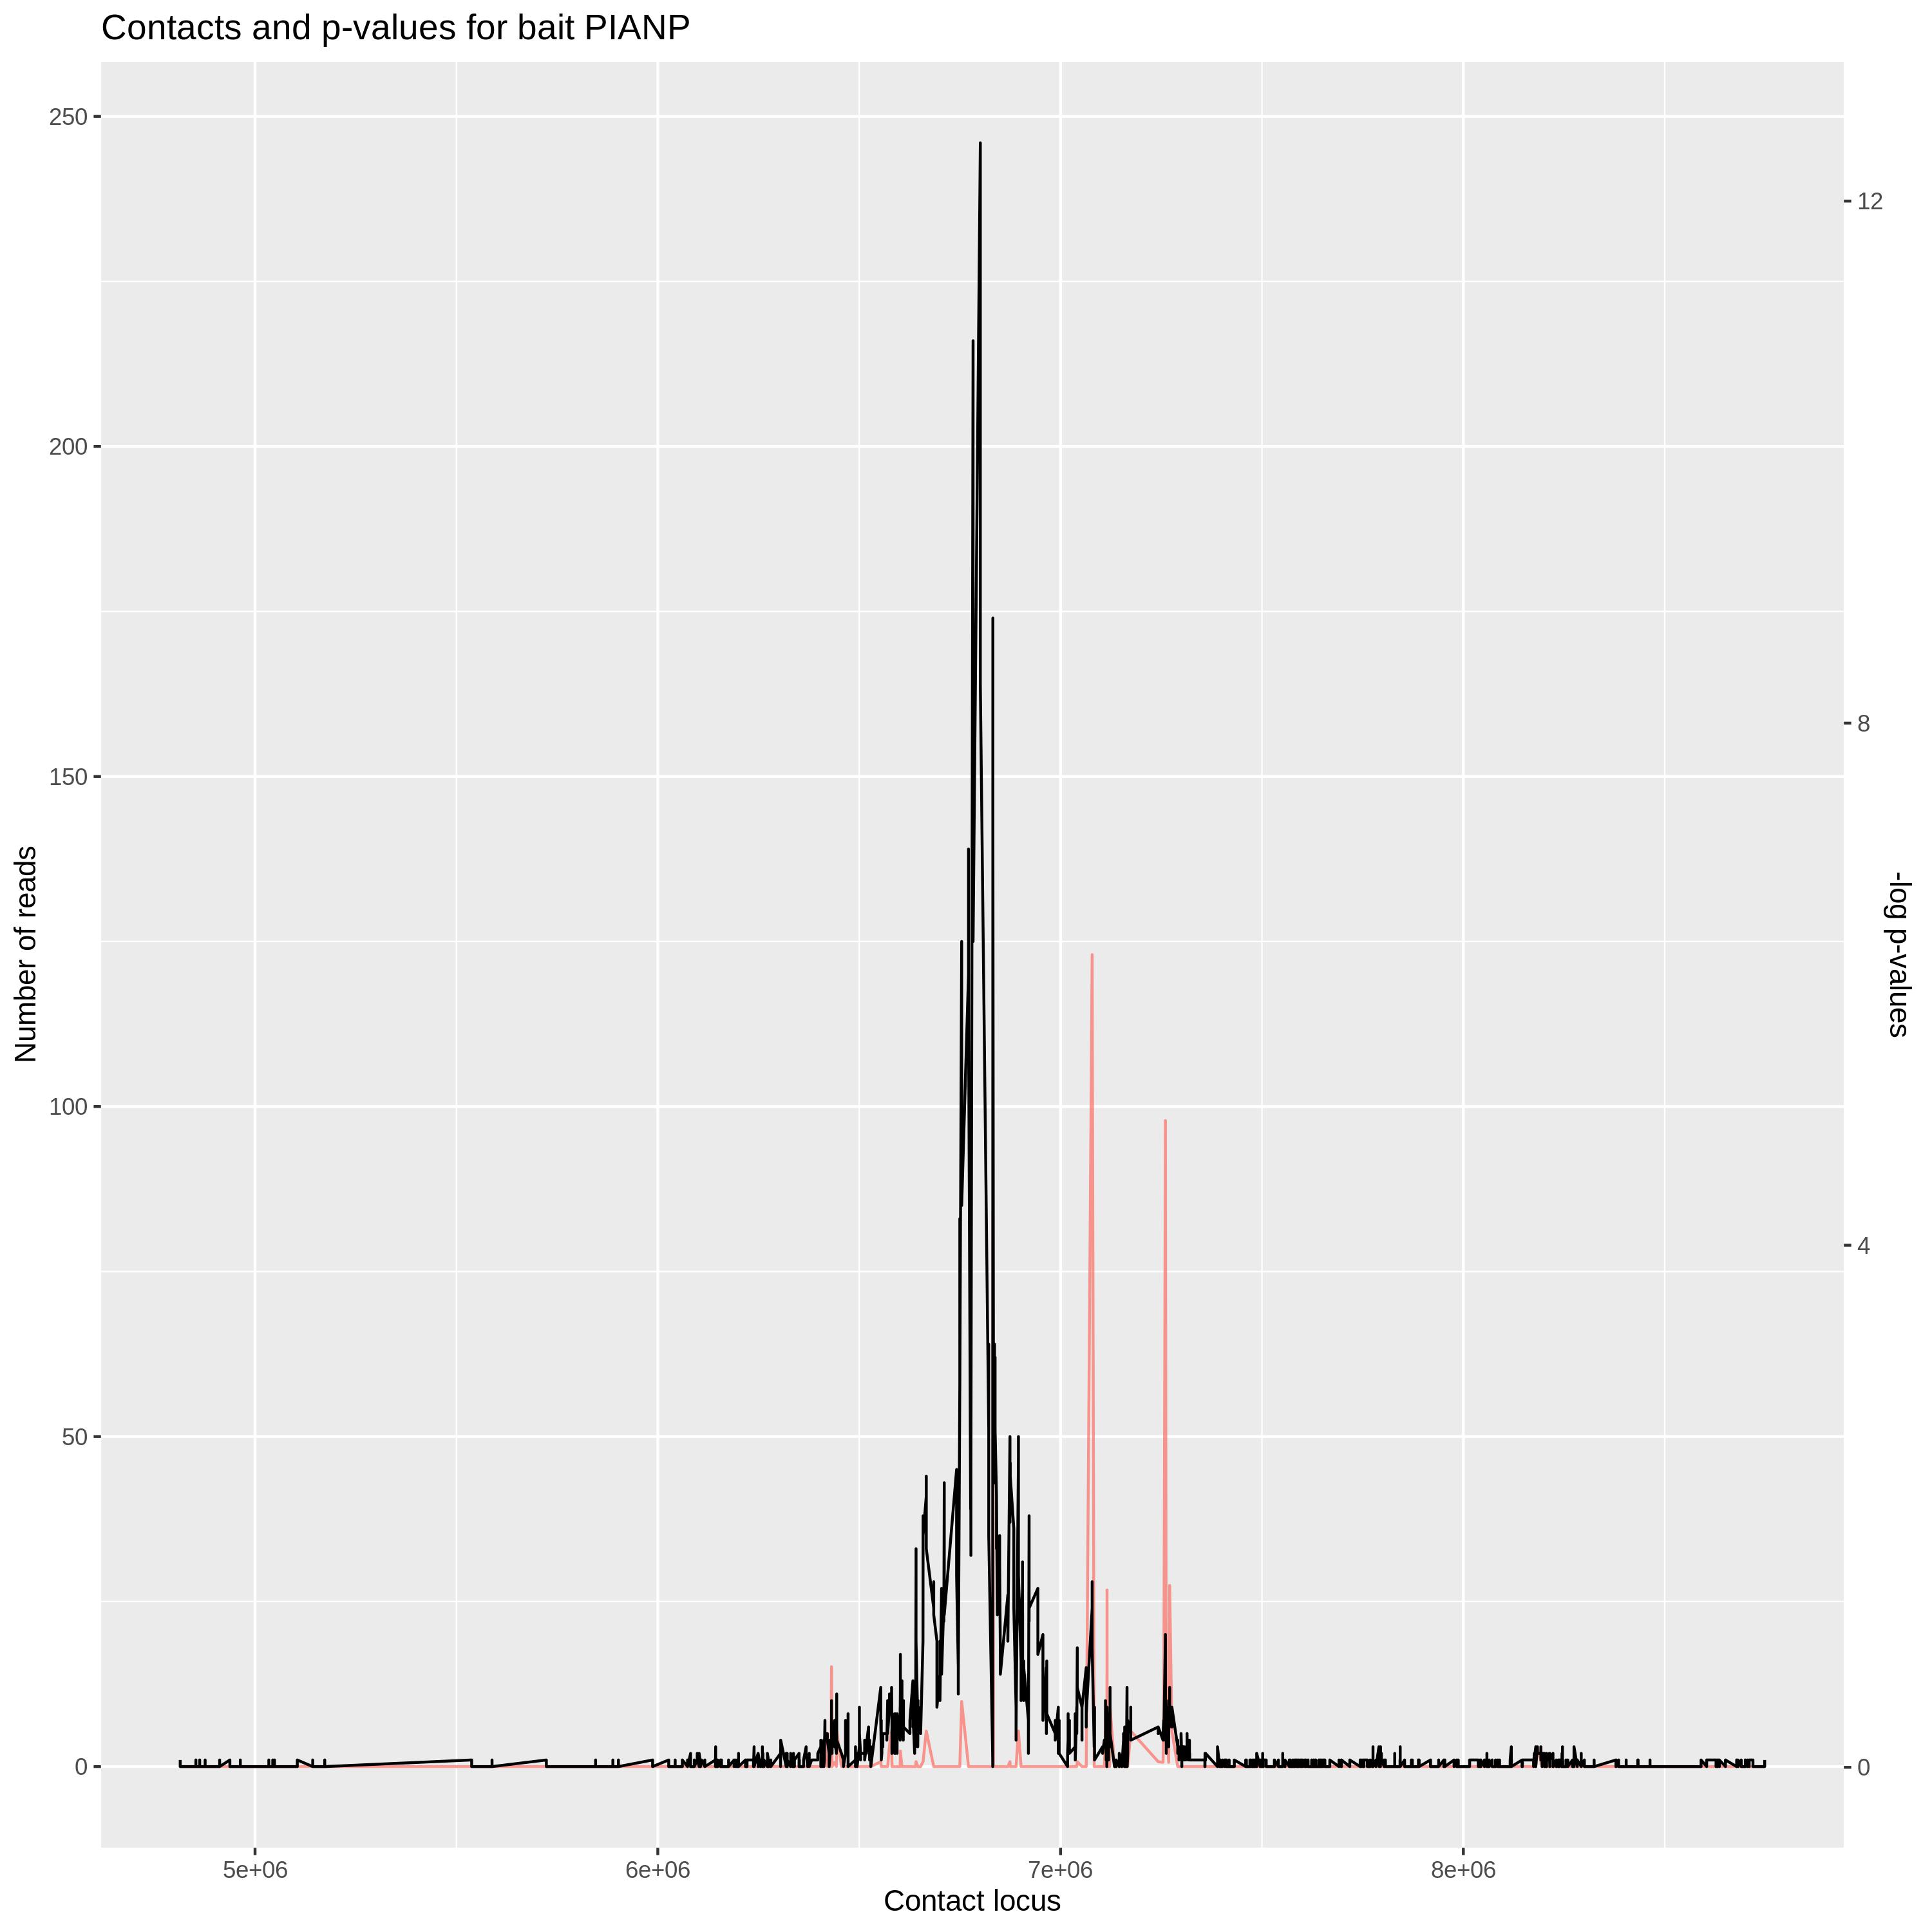 Contacts and p-values for bait PIANP
250
200
150
100
50
0
Number of reads
12
8
4
0
-log p-values
5e+06
6e+06
7e+06
8e+06
Contact locus